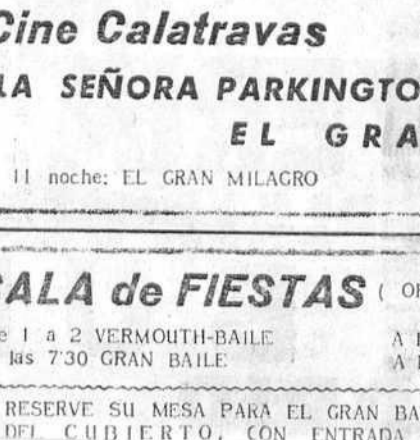 Cine Calatravas
LA SEÑORA PARKINGTO
EL GRA
11 noche: EL GRAN MILAGRO
SALA de FIESTAS ( O
e 1 a 2 VERMOUTH-BAILE A
las 7'30 GRAN BAILE A
RESERVE SU MESA PARA EL GRAN BA
DEL CUBIERTO, CON ENTRADA